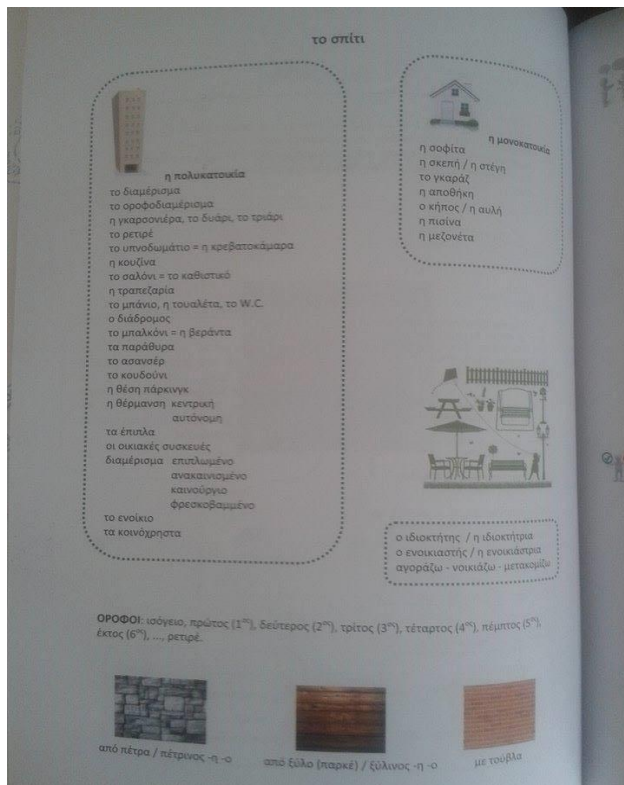 το σπίτι
η πολυκατοικία
το διαμέρισμα
το οροφοδιαμέρισμα
η γκαρσονιέρα, το δυάρι, το τριάρι
το ρετιρέ
το υπνοδωμάτιο = η κρεβατοκάμαρα
η κουζίνα
το σαλόνι = το καθιστικό
η τραπεζαρία
το μπάνιο, η τουαλέτα, το W.C.
ο διάδρομος
το μπαλκόνι = η βεράντα
τα παράθυρα
το ασανσέρ
το κουδούνι
η θέση πάρκινγκ
η θέρμανση κεντρική
αυτόνομη
τα έπιπλα
οι οικιακές συσκευές
διαμέρισμα επιπλωμένο
ανακαινισμένο
καινούργιο
φρεσκοβαμμένο
το ενοίκιο
τα κοινόχρηστα
η μονοκατοικία
η σοφίτα
η σκεπή / η στέγη
το γκαράζ
η αποθήκη
ο κήπος / η αυλή
η πισίνα
η μεζονέτα
ο ιδιοκτήτης / η ιδιοκτήτρια
ο ενοικιαστής / η ενοικιάστρια
αγοράζω - νοικιάζω - μετακομίζω
ΟΡΟΦΟΙ: ισόγειο, πρώτος (1ος), δεύτερος (2ος), τρίτος (3ος), τέταρτος (4ος), πέμπτος (5ος),
έκτος (6ος), ..., ρετιρέ.
από πέτρα / πέτρινος -η -ο
από ξύλο (παρκέ) / ξύλινος -η -ο
με τούβλα